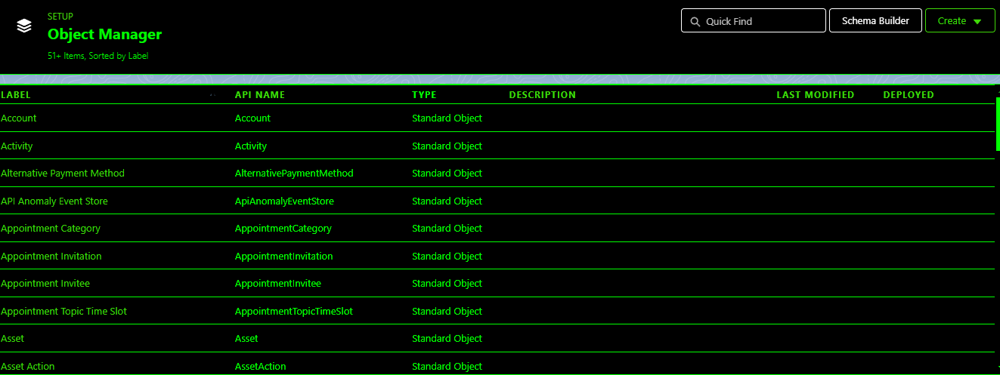 SETUP
Object Manager
51+ Items, Sorted by Label
Quick Find
Schema Builder
Create
LABEL API NAME TYPE DESCRIPTION LAST MODIFIED DEPLOYED
Account Account Standard Object
Activity Activity Standard Object
Alternative Payment Method AlternativePaymentMethod Standard Object
API Anomaly Event Store ApiAnomalyEventStore Standard Object
Appointment Category AppointmentCategory Standard Object
Appointment Invitation AppointmentInvitation Standard Object
Appointment Invitee AppointmentInvitee Standard Object
Appointment Topic Time Slot AppointmentTopicTimeSlot Standard Object
Asset Asset Standard Object
Asset Action AssetAction Standard Object